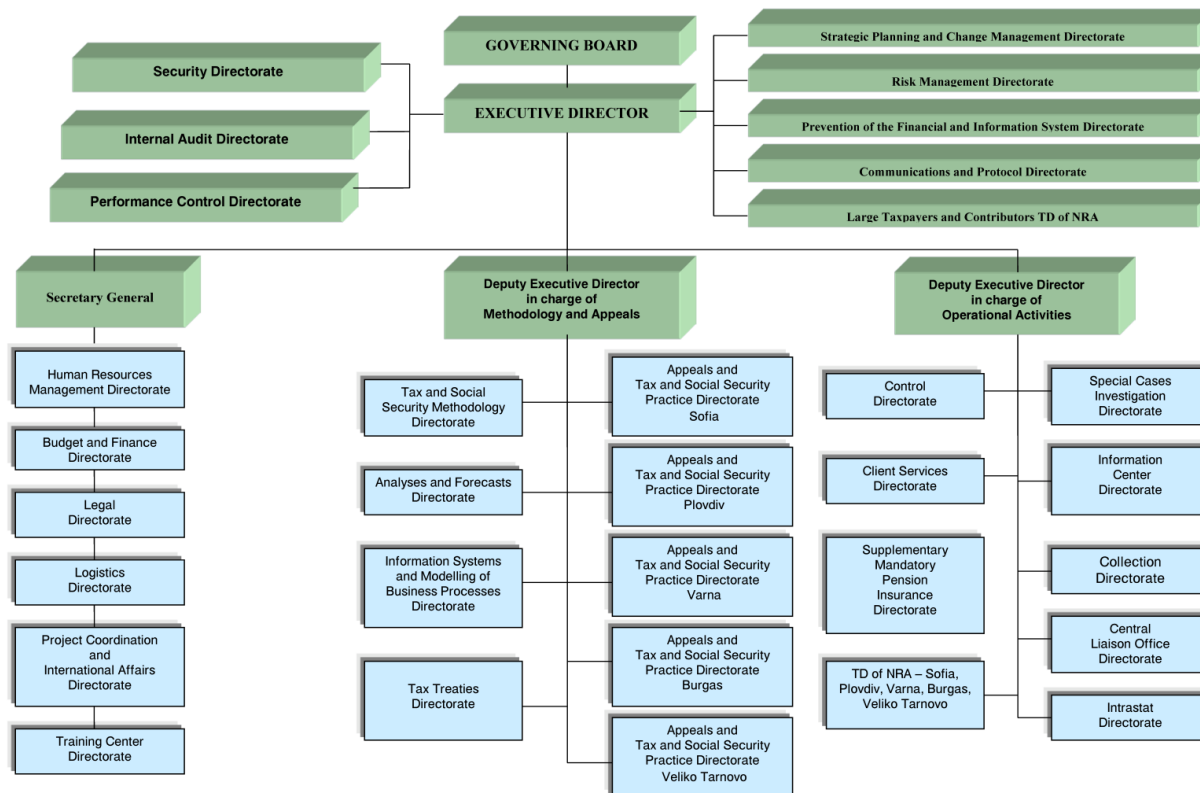 GOVERNING BOARD
Strategic Planning and Change Management Directorate
Security Directorate
Risk Management Directorate
EXECUTIVE DIRECTOR
Prevention of the Financial and Information System Directorate
Internal Audit Directorate
Communications and Protocol Directorate
Performance Control Directorate
Large Taxpayers and Contributors TD of NRA
Secretary General
Deputy Executive Director
in charge of
Methodology and Appeals
Deputy Executive Director
in charge of
Operational Activities
Human Resources
Management Directorate
Budget and Finance
Directorate
Legal
Directorate
Logistics
Directorate
Project Coordination
and
International Affairs
Directorate
Training Center
Directorate
Tax and Social
Security Methodology
Directorate
Analyses and Forecasts
Directorate
Information Systems
and Modelling of
Business Processes
Directorate
Tax Treaties
Directorate
Appeals and
Tax and Social Security
Practice Directorate
Sofia
Appeals and
Tax and Social Security
Practice Directorate
Plovdiv
Appeals and
Tax and Social Security
Practice Directorate
Varna
Appeals and
Tax and Social Security
Practice Directorate
Burgas
Appeals and
Tax and Social Security
Practice Directorate
Veliko Tarnovo
Control
Directorate
Client Services
Directorate
Supplementary
Mandatory
Pension
Insurance
Directorate
TD of NRA – Sofia,
Plovdiv, Varna, Burgas,
Veliko Tarnovo
Special Cases
Investigation
Directorate
Information
Center
Directorate
Collection
Directorate
Central
Liaison Office
Directorate
Intrastat
Directorate